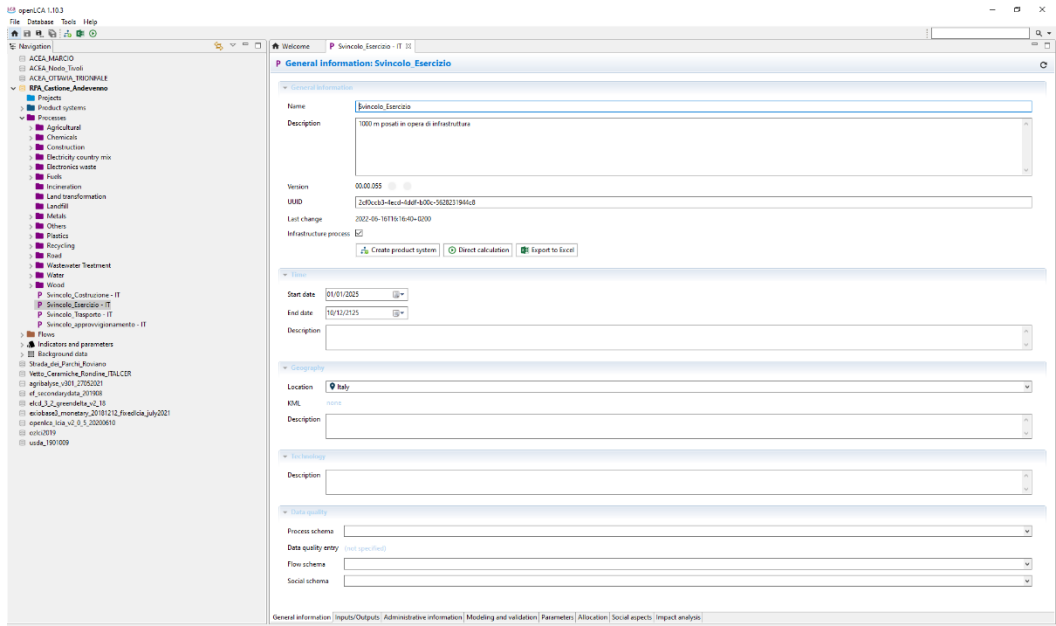 openLCA 1.10.3
File Database Tools Help
Navigation
ACEA_MARCIO
ACEA_Nodo_Tivoli
ACEA_OTTAVIA_TRIONFALE
RPA_Castione_Andevenno
Projects
Product systems
Processes
Agricultural
Chemicals
Construction
Electricity country mix
Electronics waste
Fuels
Incineration
Land transformation
Landfill
Metals
Others
Plastics
Recycling
Road
Wastewater Treatment
Water
Wood
P Svincolo_Costruzione - IT
P Svincolo_Esercizio - IT
P Svincolo_Trasporto - IT
P Svincolo_approvvigionamento - IT
Flows
Indicators and parameters
Background data
Strada_dei_Parchi_Roviano
Vetto_Ceramiche_Rondine_ITALCER
agribalyse_v301_27052021
ef_secondarydata_201908
elcd_3_2_greendelta_v2_18
exiobase3_monetary_20181212_fixedlcia_july2021
openlca_lcia_v2_0_5_20200610
ozlci2019
usda_1901009
Welcome P Svincolo_Esercizio - IT
P General information: Svincolo_Esercizio
General information
Name Svincolo_Esercizio
Description 1000 m posati in opera di infrastruttura
Version 00.00.055
UUID
Last change 2022-06-16T16:16:40+0200
Infrastructure process
Create product system Direct calculation Export to Excel
Time
Start date 01/01/2025
End date
Description
Geography
Location Italy
KML none
Description
Technology
Description
Data quality
Process schema
Data quality entry (not specified)
Flow schema
Social schema
General information Inputs/Outputs Administrative information Modeling and validation Parameters Allocation Social aspects Impact analysis